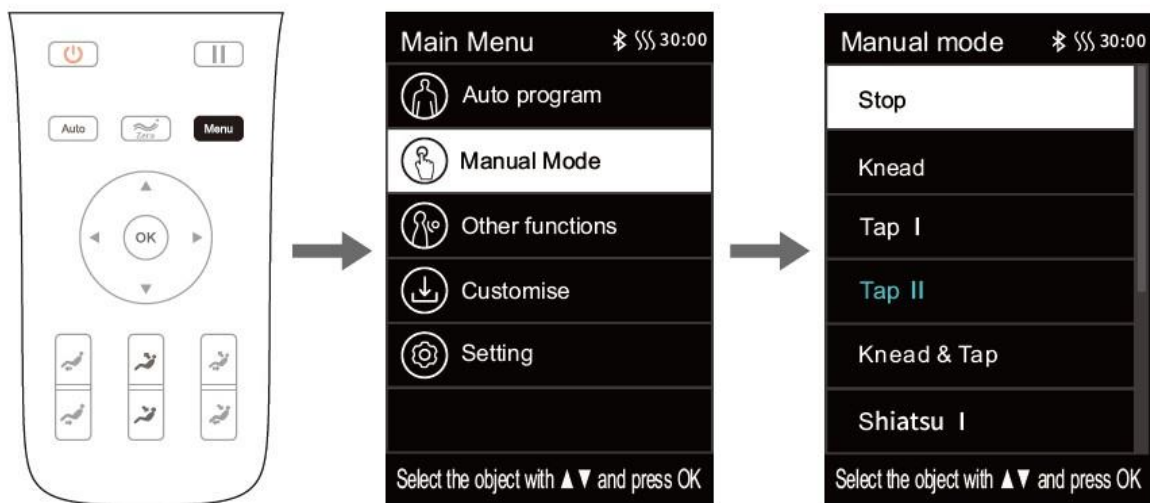 Auto
Zero
Menu
OK
Main Menu 30:00
Auto program
Manual Mode
Other functions
Customise
Setting
Select the object with ▲▼ and press OK
Manual mode 30:00
Stop
Knead
Tap I
Tap II
Knead & Tap
Shiatsu I
Select the object with ▲▼ and press OK